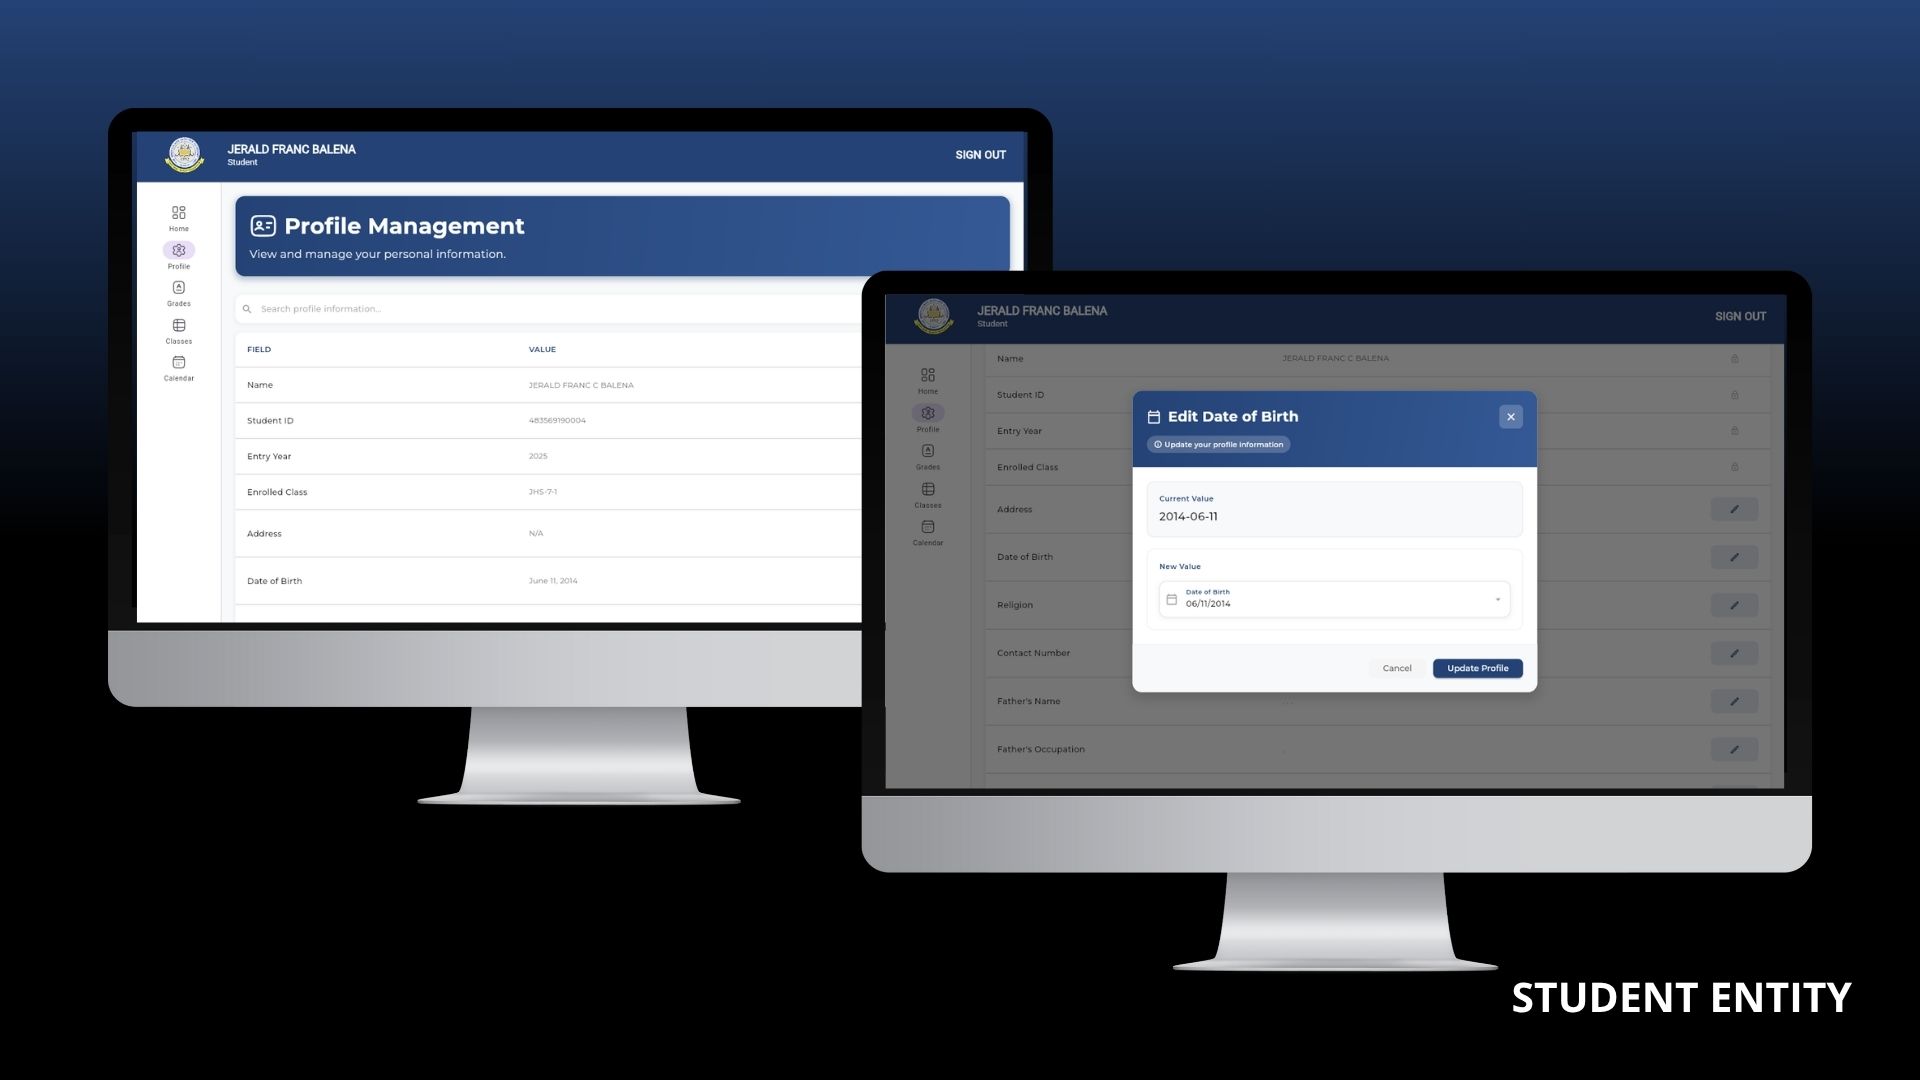 JERALD FRANC BALENA
Student
SIGN OUT
Home
Profile
Grades
Classes
Calendar
Profile Management
View and manage your personal information.
Search profile information...
FIELD VALUE
Name JERALD FRANC C BALENA
Student ID 483569190004
Entry Year 2025
Enrolled Class JHS-7-1
Address N/A
Date of Birth June 11, 2014
JERALD FRANC BALENA
Student
SIGN OUT
Home
Profile
Grades
Classes
Calendar
Name JERALD FRANC C BALENA
Student ID
Entry Year
Enrolled Class
Address
Date of Birth
Religion
Contact Number
Father's Name
Father's Occupation
Edit Date of Birth
Update your profile information
Current Value
2014-06-11
New Value
Date of Birth
06/11/2014
Cancel
Update Profile
STUDENT ENTITY